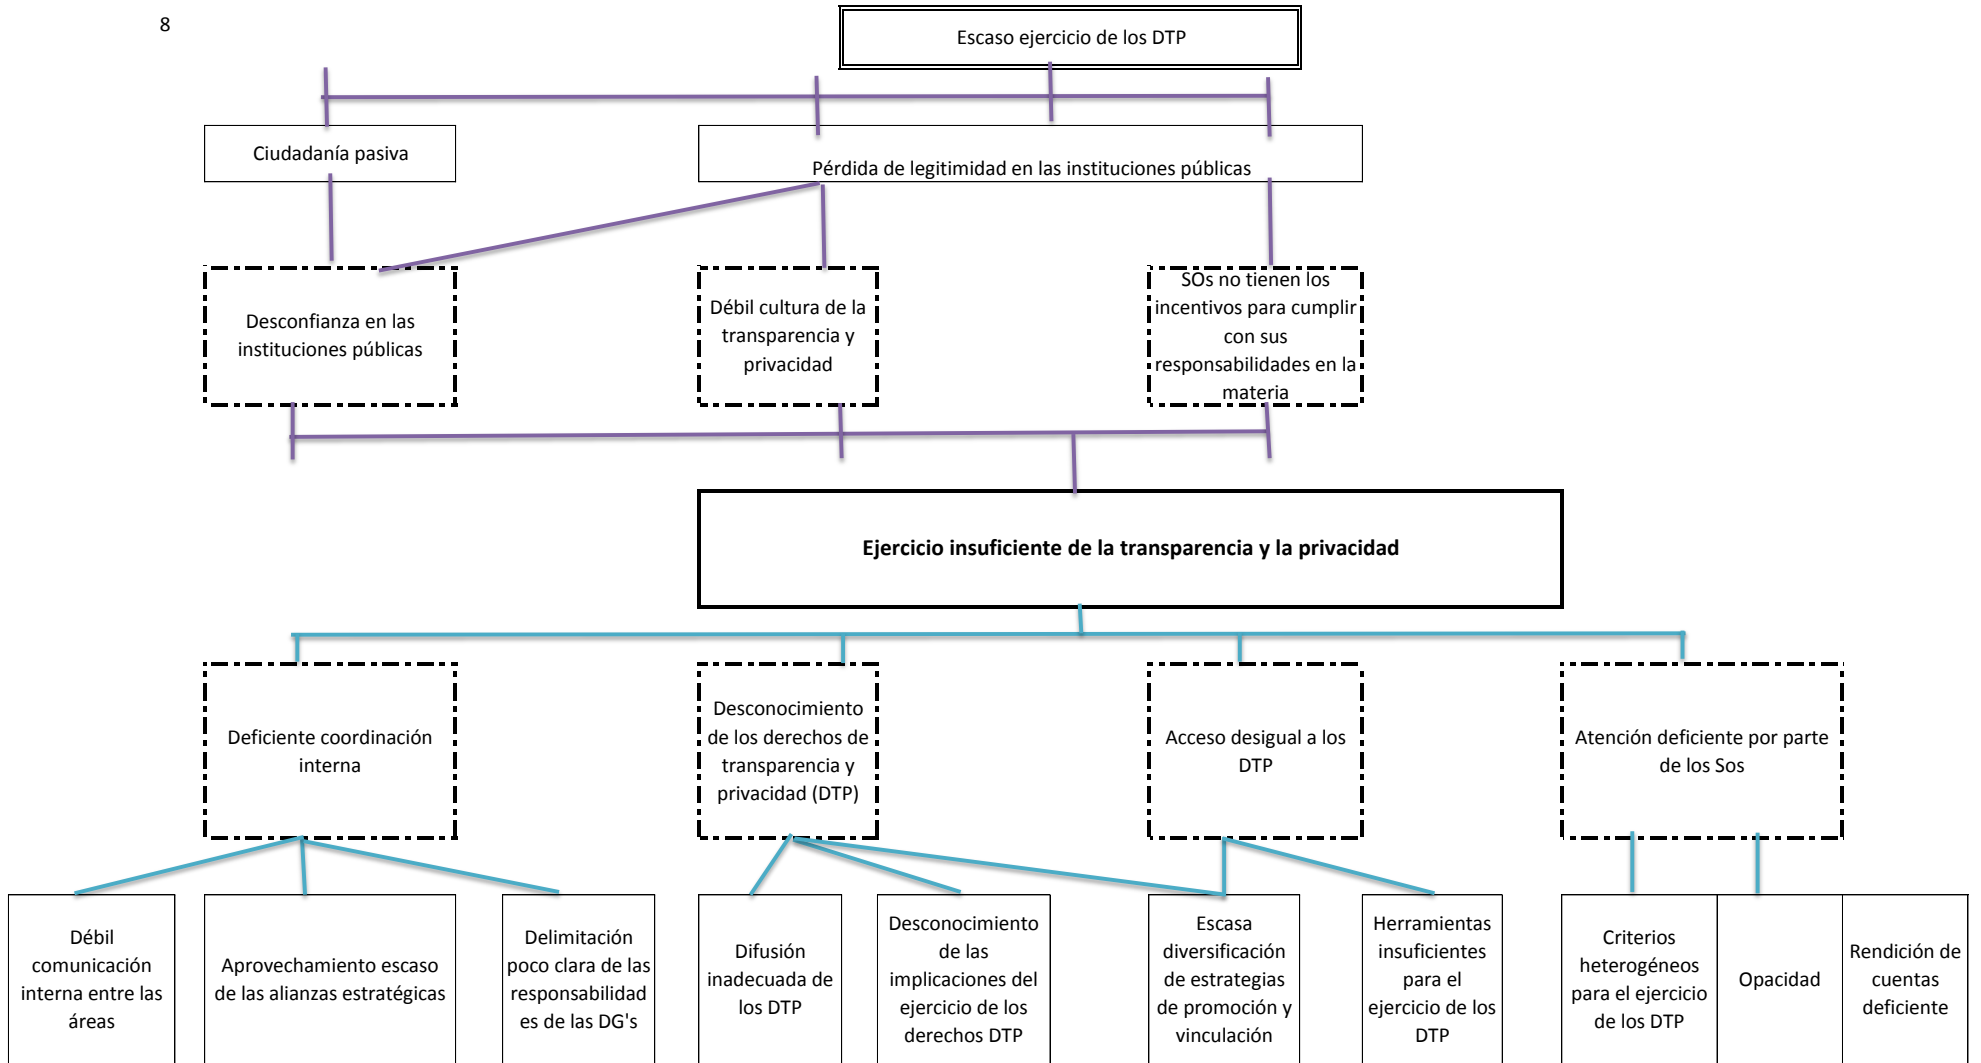 8
Escaso ejercicio de los DTP
Ciudadanía pasiva
Pérdida de legitimidad en las instituciones públicas
Desconfianza en las
instituciones públicas
Débil cultura de la
transparencia y
privacidad
SOs no tienen los
incentivos para cumplir
con sus
responsabilidades en la
materia
Ejercicio insuficiente de la transparencia y la privacidad
Deficiente coordinación
interna
Desconocimiento
de los derechos de
transparencia y
privacidad (DTP)
Acceso desigual a los
DTP
Atención deficiente por parte
de los Sos
Débil
comunicación
interna entre las
áreas
Aprovechamiento escaso
de las alianzas estratégicas
Delimitación
poco clara de las
responsabilidad
es de las DG's
Difusión
inadecuada de
los DTP
Desconocimiento
de las
implicaciones del
ejercicio de los
derechos DTP
Escasa
diversificación
de estrategias
de promoción y
vinculación
Herramientas
insuficientes
para el
ejercicio de los
DTP
Criterios
heterogéneos
para el ejercicio
de los DTP
Opacidad
Rendición de
cuentas
deficiente